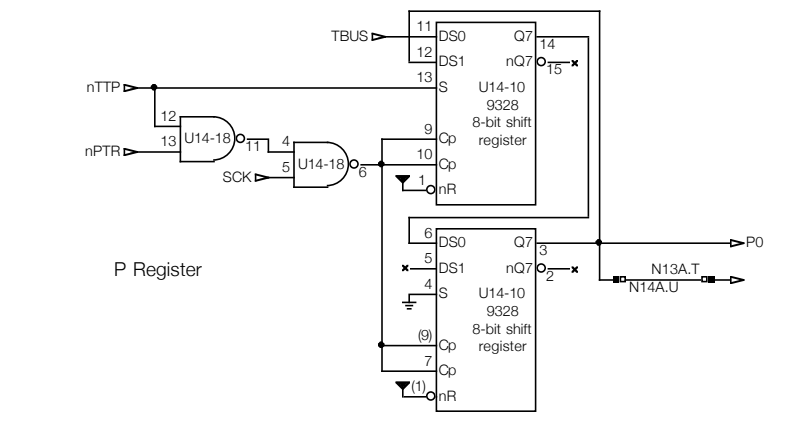 TBUS
11
DS0
Q7
14
12
DS1
nQ7
15
nTTP
13
S
U14-10
9328
8-bit shift
register
12
13
U14-18
11
nPTR
4
5
U14-18
6
SCK
9
Cp
10
Cp
1
nR
6
DS0
Q7
3
P0
5
DS1
nQ7
2
N13A.T
N14A.U
P Register
4
S
U14-10
9328
8-bit shift
register
(9)
Cp
7
Cp
(1)
nR